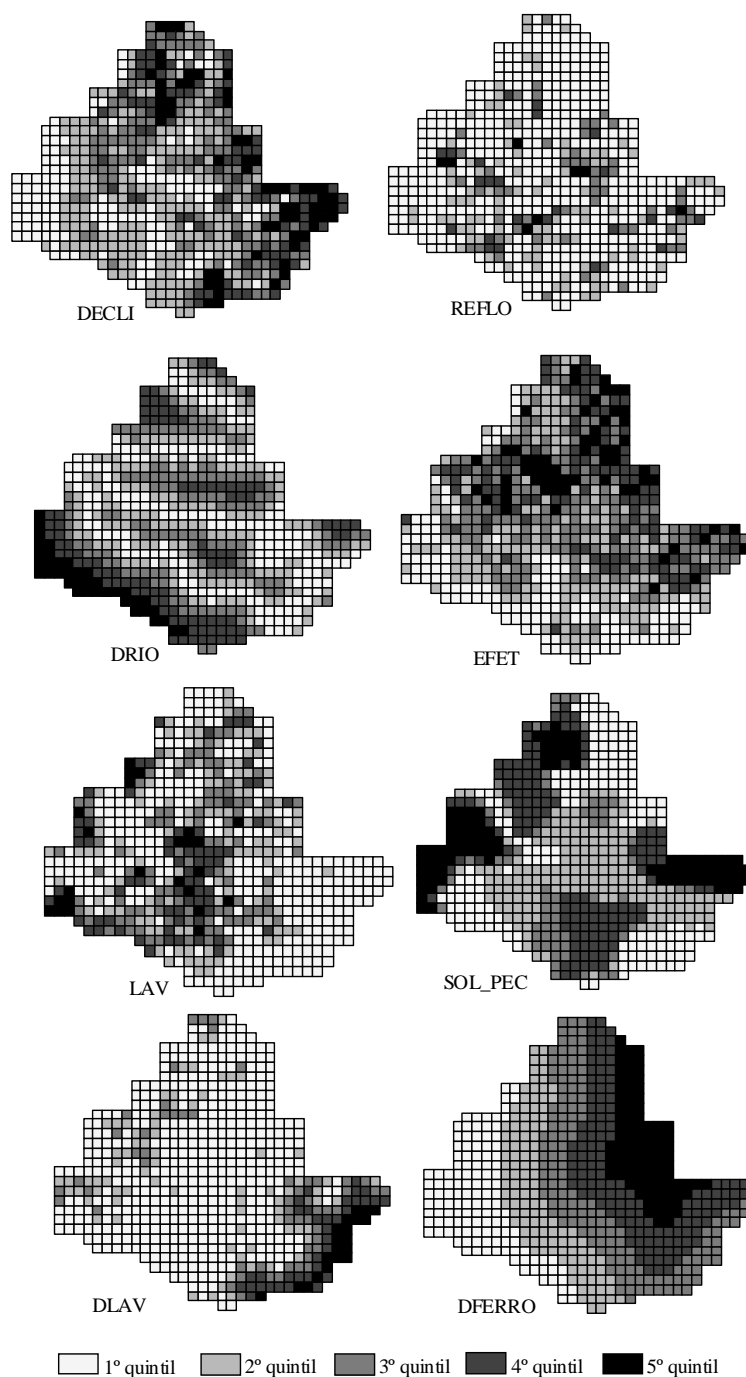 DECLI REFLO
DRIO EFET
LAV SOL_PEC
DLAV DFERRO
1º quintil 2º quintil 3º quintil 4º quintil 5º quintil